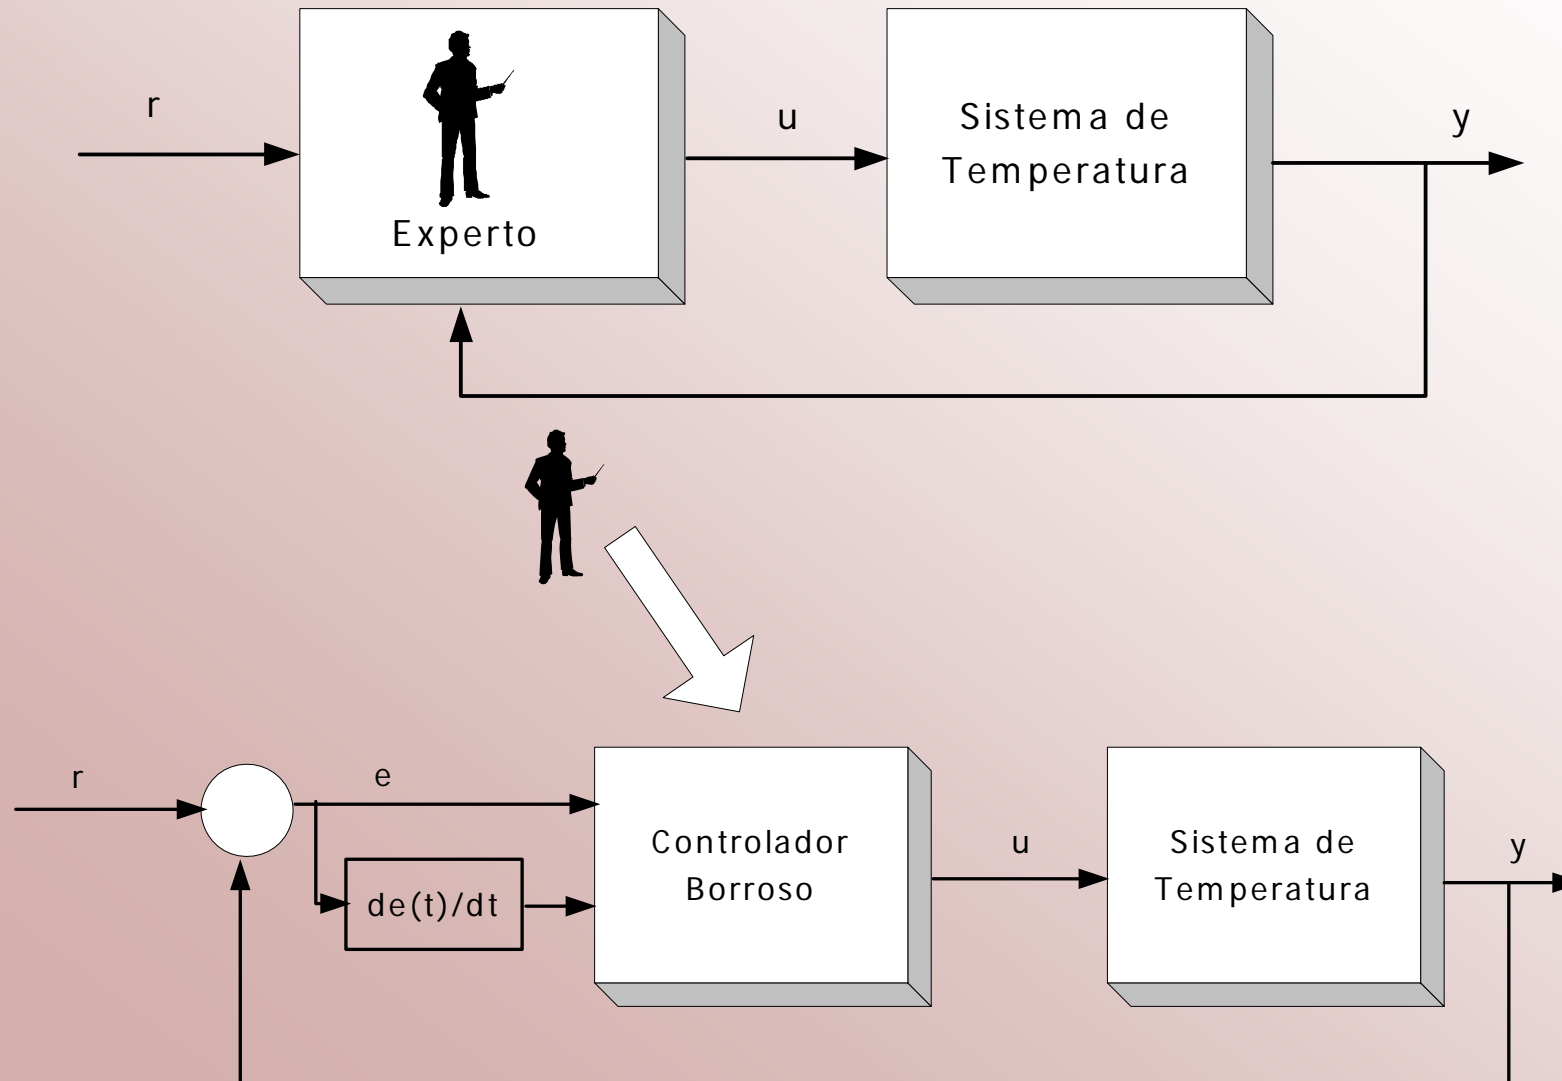 r
u
Sistema de
Temperatura
y
Experto
r
e
de(t)/dt
Controlador
Borroso
u
Sistema de
Temperatura
y